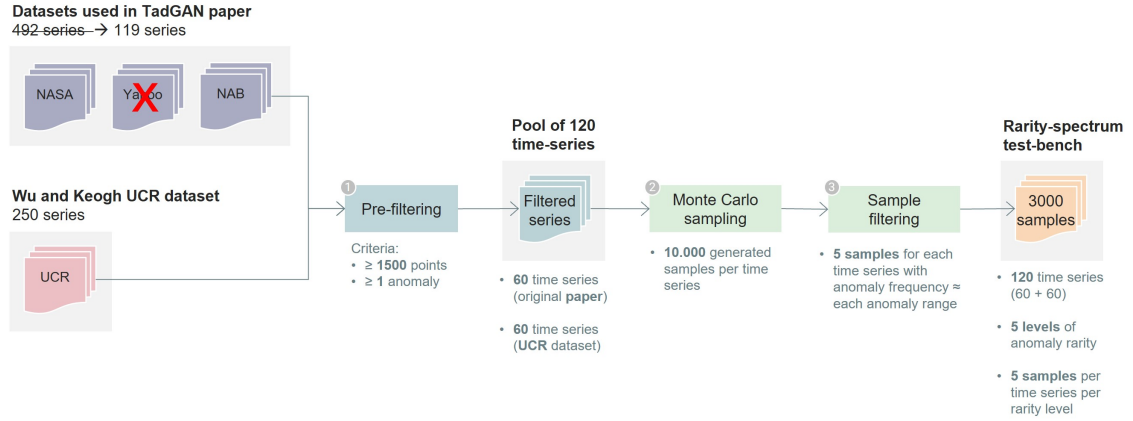 Datasets used in TadGAN paper
492 series → 119 series
NASA
Yahoo
X
NAB
Wu and Keogh UCR dataset
250 series
UCR
1
Pre-filtering
Criteria:
• ≥ 1500 points
• ≥ 1 anomaly
Pool of 120
time-series
Filtered
series
• 60 time series
(original paper)
• 60 time series
(UCR dataset)
2
Monte Carlo
sampling
• 10.000 generated
samples per time
series
3
Sample
filtering
• 5 samples for each
time series with
anomaly frequency ≈
each anomaly range
Rarity-spectrum
test-bench
3000
samples
• 120 time series
(60 + 60)
• 5 levels of
anomaly rarity
• 5 samples per
time series per
rarity level